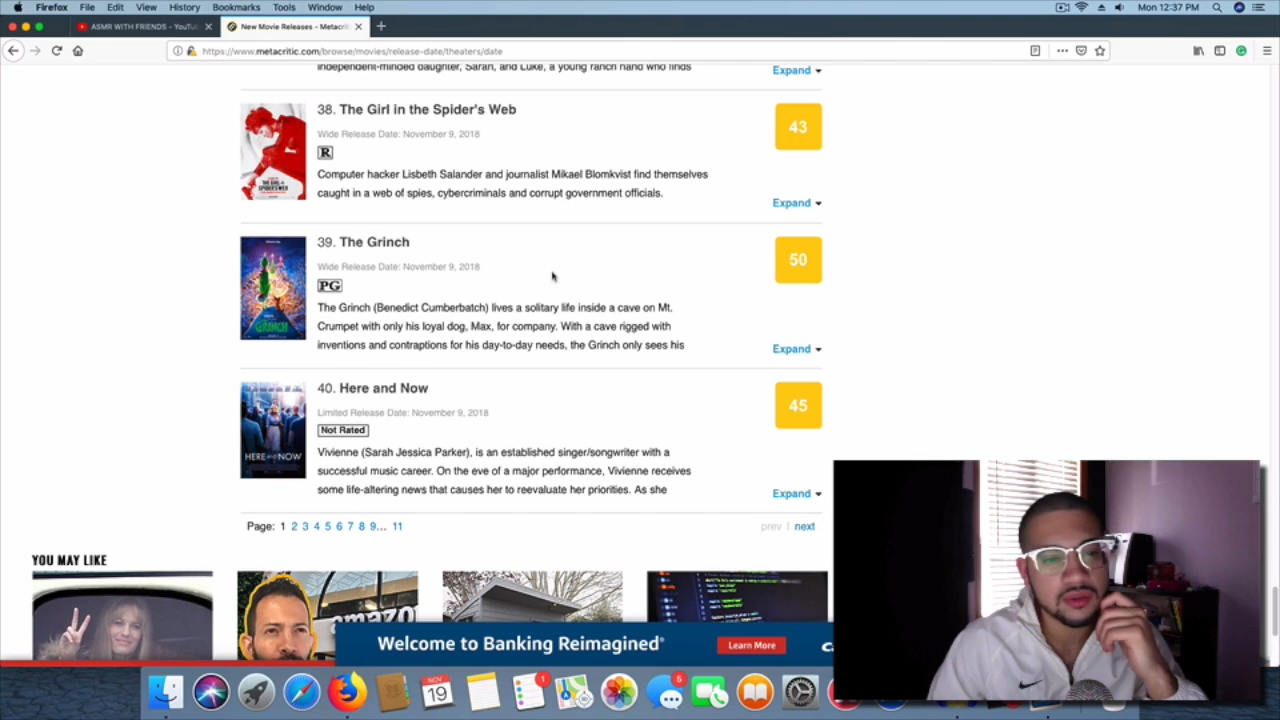 Firefox File Edit View History Bookmarks Tools Window Help Mon 12:37 PM
ASMR WITH FRIENDS - YouTu
New Movie Releases - Metacriti
https://www.metacritic.com/browse/movies/release-date/theaters/date
independent-minded daughter, Sarah, and Luke, a young ranch hand who finds
Expand
38. The Girl in the Spider's Web
43
Wide Release Date: November 9, 2018
R
Computer hacker Lisbeth Salander and journalist Mikael Blomkvist find themselves
caught in a web of spies, cybercriminals and corrupt government officials.
Expand
39. The Grinch
50
Wide Release Date: November 9, 2018
PG
The Grinch (Benedict Cumberbatch) lives a solitary life inside a cave on Mt.
Crumpet with only his loyal dog, Max, for company. With a cave rigged with
inventions and contraptions for his day-to-day needs, the Grinch only sees his
GRINCH
Expand
40. Here and Now
45
Limited Release Date: November 9, 2018
Not Rated
Vivienne (Sarah Jessica Parker), is an established singer/songwriter with a
successful music career. On the eve of a major performance, Vivienne receives
some life-altering news that causes her to reevaluate her priorities. As she
HERE and NOW
Expand
Page: 1 2 3 4 5 6 7 8 9... 11
prev | next
YOU MAY LIKE
amazo
Welcome to Banking Reimagined®
Learn More
NOV
19
1
5